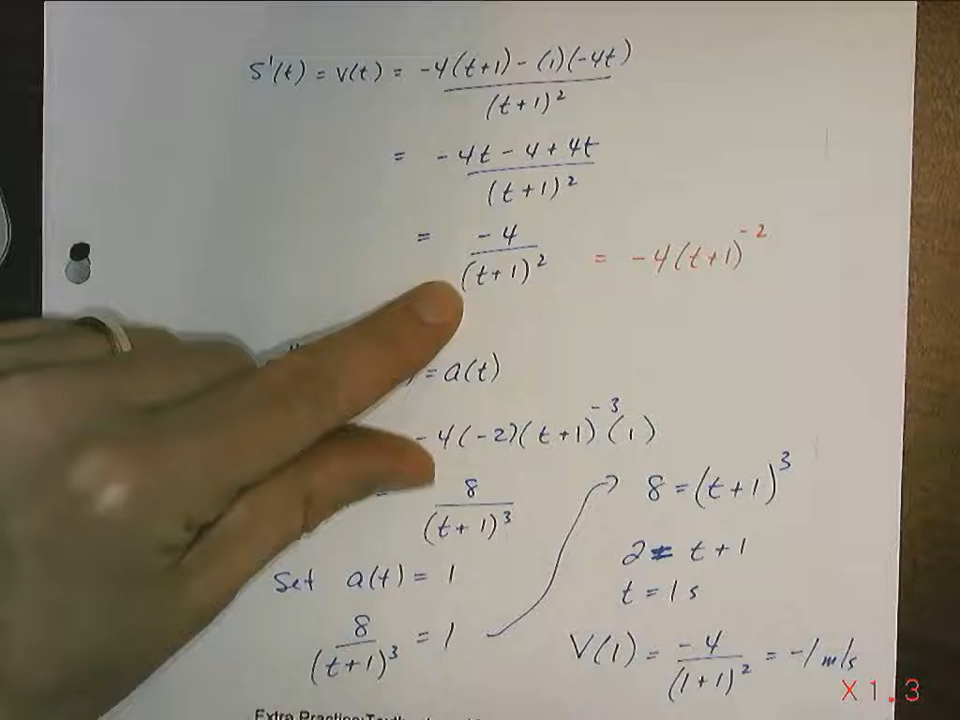 S'(t) = V(t) = -4(t+1) - (1)(-4t) / (t+1)²
= -4t - 4 + 4t / (t+1)²
= -4 / (t+1)² = -4(t+1)⁻²
) = a(t)
-4(-2)(t+1)⁻³(1)
= 8 / (t+1)³
Set a(t) = 1
8 / (t+1)³ = 1
8 = (t+1)³
2 = t+1
t = 1 s
V(1) = -4 / (1+1)² = -1 m/s
X1.3
Extra Practice: